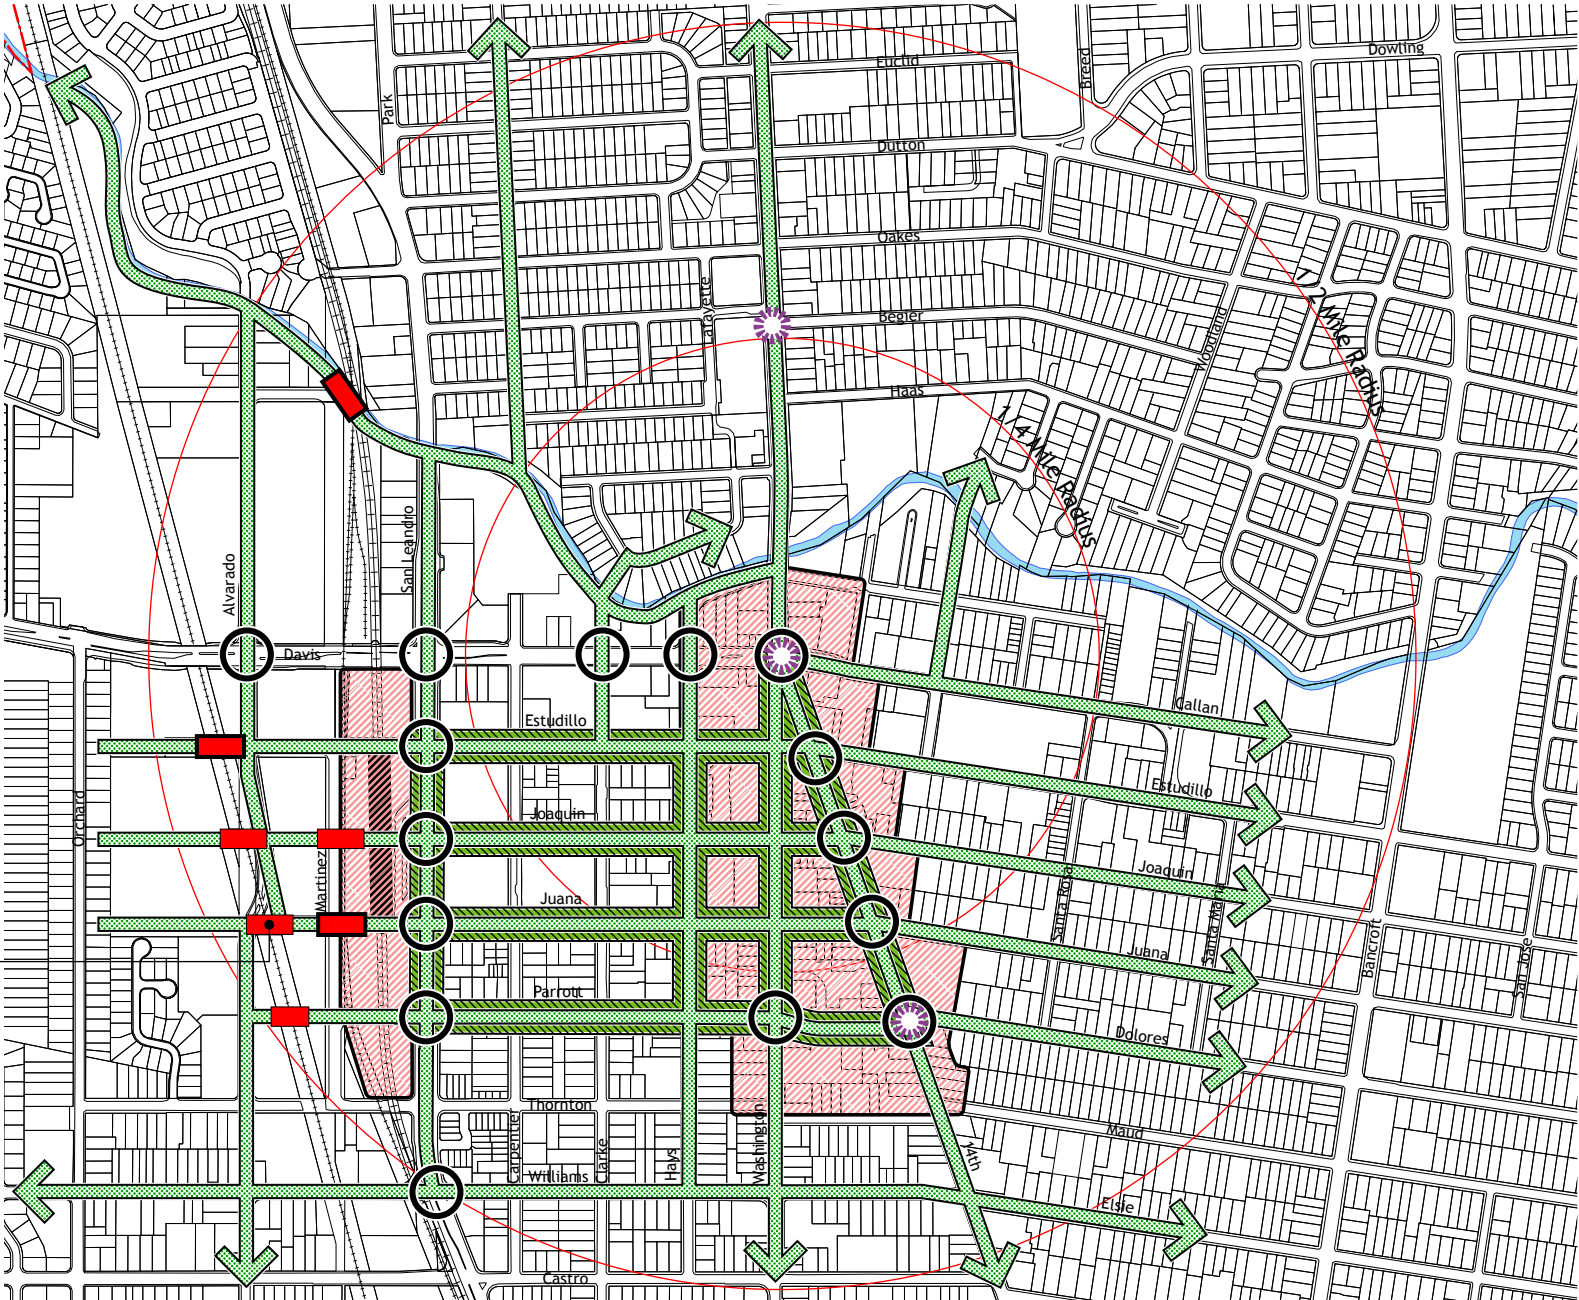 Dowling
Euclid
Breed
Park
Dutton
Oakes
Lafayette
Begier
1/2 Mile Radius
Woodland
Haas
1/4 Mile Radius
San Leandro
Alvarado
Davis
Callan
Estudillo
Estudillo
Orchard
Joaquin
Joaquin
Martinez
Santa Rosa
Santa Maria
Juana
Juana
Bancroft
San Jose
Parrott
Dolores
Thornton
Maud
Carpentier
Clarke
Hays
Washington
14th
Williams
Elsie
Castro